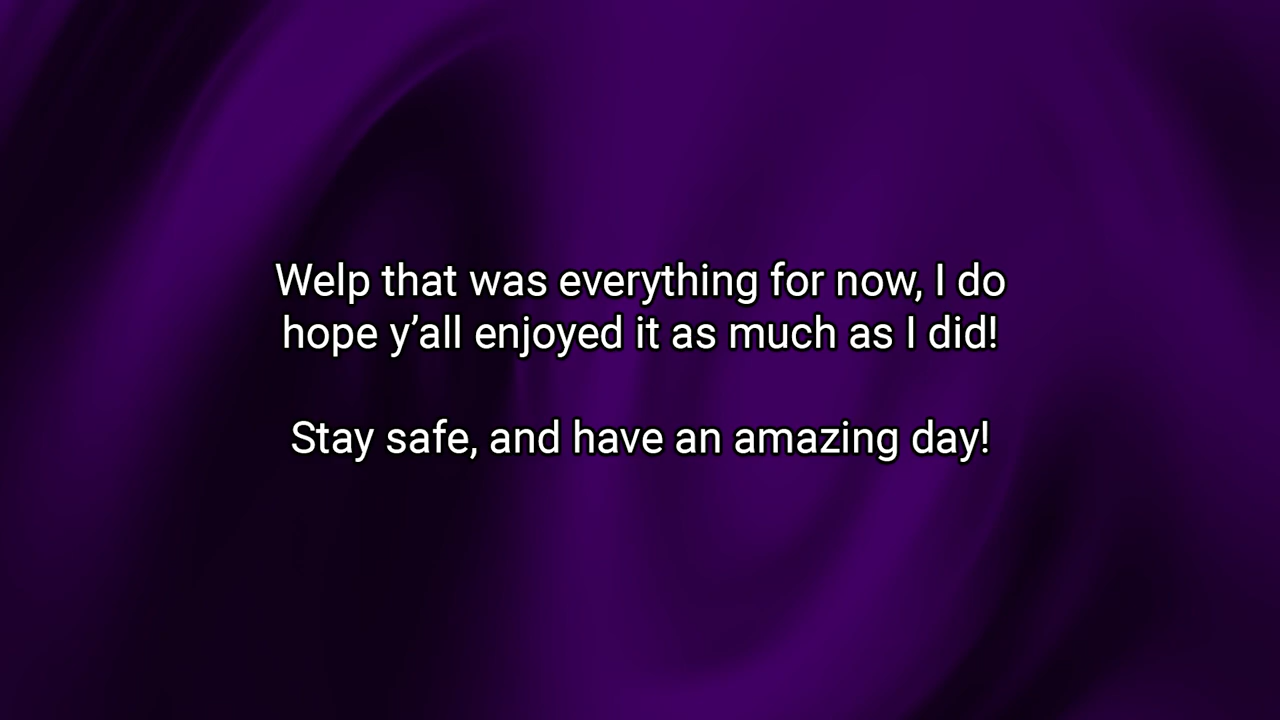 Welp that was everything for now, I do
hope y’all enjoyed it as much as I did!
Stay safe, and have an amazing day!